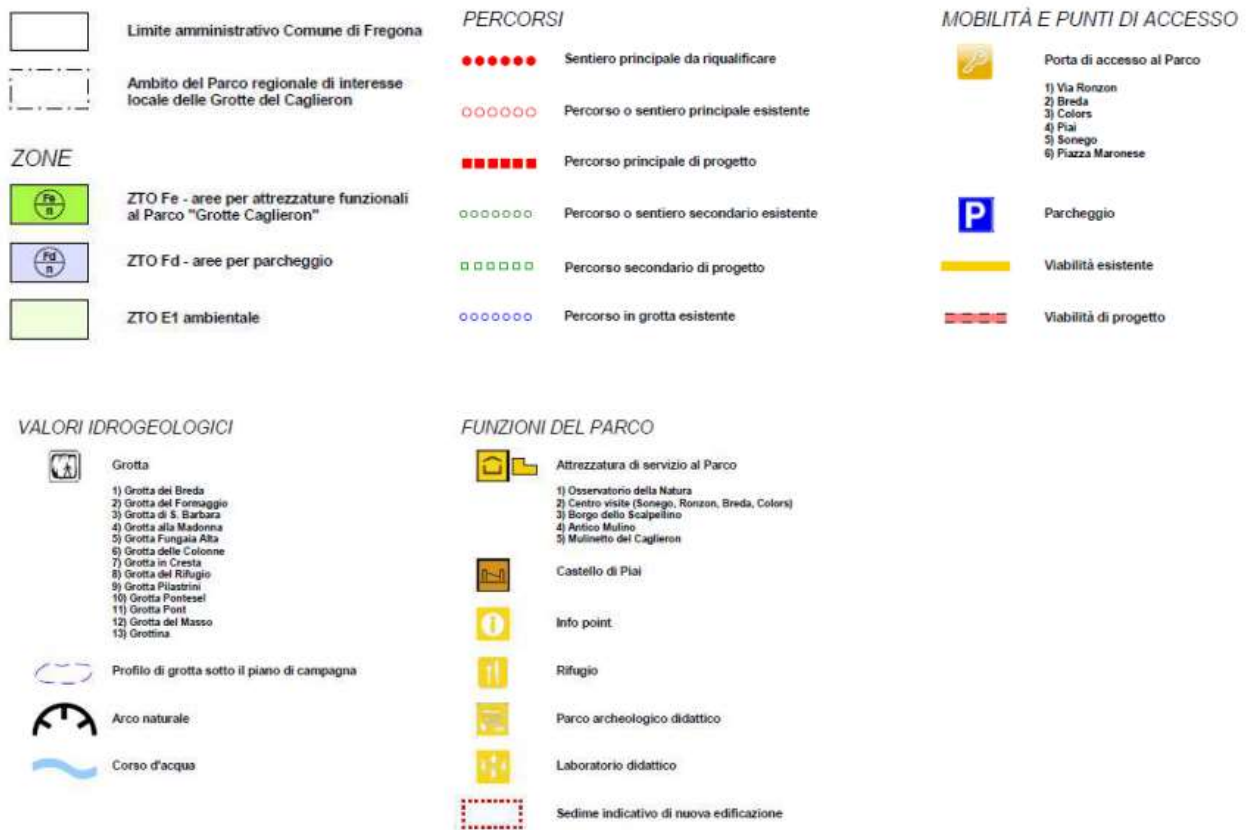 Limite amministrativo Comune di Fregona
Ambito del Parco regionale di interesse
locale delle Grotte del Caglieron
ZONE
Fe
n
ZTO Fe - aree per attrezzature funzionali
al Parco "Grotte Caglieron"
Fd
n
ZTO Fd - aree per parcheggio
ZTO E1 ambientale
PERCORSI
Sentiero principale da riqualificare
Percorso o sentiero principale esistente
Percorso principale di progetto
Percorso o sentiero secondario esistente
Percorso secondario di progetto
Percorso in grotta esistente
MOBILITÀ E PUNTI DI ACCESSO
Porta di accesso al Parco
1) Via Ronzon
2) Breda
3) Colors
4) Piai
5) Sonego
6) Piazza Maronese
P
Parcheggio
Viabilità esistente
Viabilità di progetto
VALORI IDROGEOLOGICI
Grotta
1) Grotta dei Breda
2) Grotta del Formaggio
3) Grotta di S. Barbara
4) Grotta alla Madonna
5) Grotta Fungaia Alta
6) Grotta delle Colonne
7) Grotta in Cresta
8) Grotta del Rifugio
9) Grotta Pilastrini
10) Grotta Pontesel
11) Grotta Pont
12) Grotta del Masso
13) Grottina
Profilo di grotta sotto il piano di campagna
Arco naturale
Corso d'acqua
FUNZIONI DEL PARCO
Attrezzatura di servizio al Parco
1) Osservatorio della Natura
2) Centro visite (Sonego, Ronzon, Breda, Colors)
3) Borgo dello Scalpellino
4) Antico Mulino
5) Mulinetto del Caglieron
Castello di Piai
i
Info point
Rifugio
Parco archeologico didattico
Laboratorio didattico
Sedime indicativo di nuova edificazione